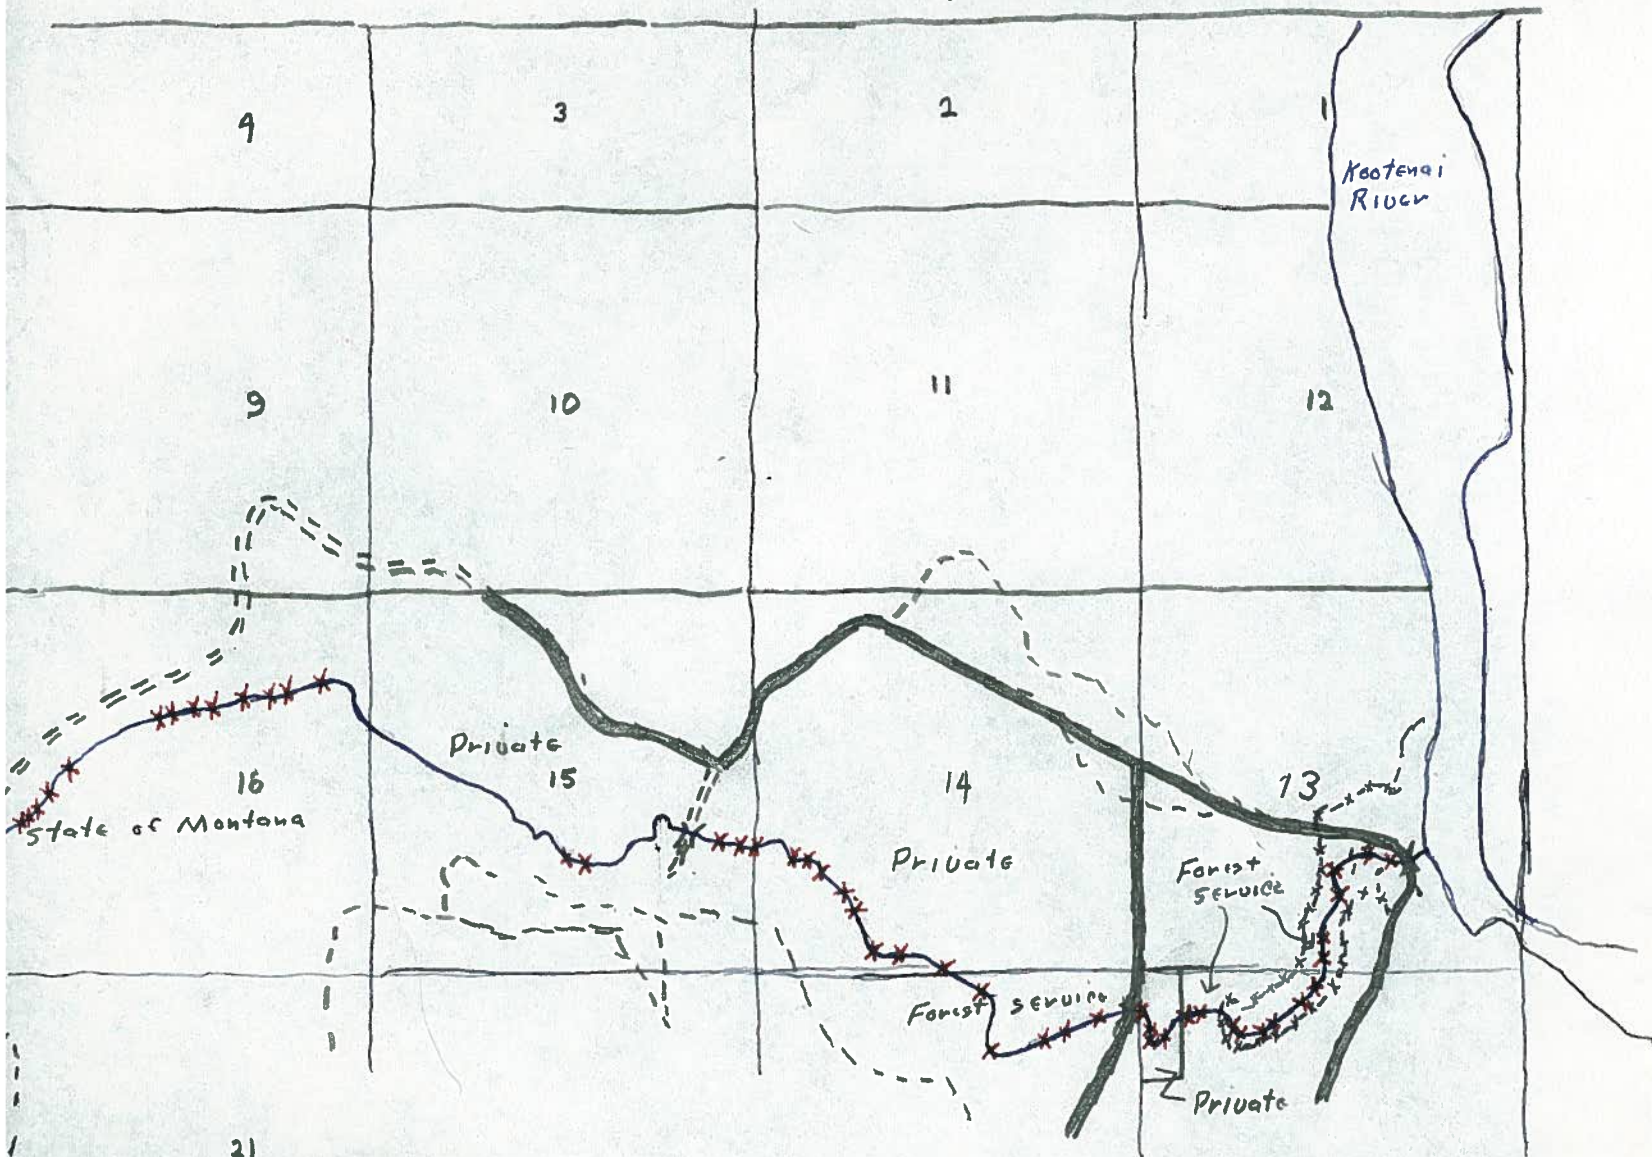 4
3
2
1
Kootenai
River
9
10
11
12
Private
16
15
14
13
State of Montana
Private
Forest
Service
Forest Service
Private
21